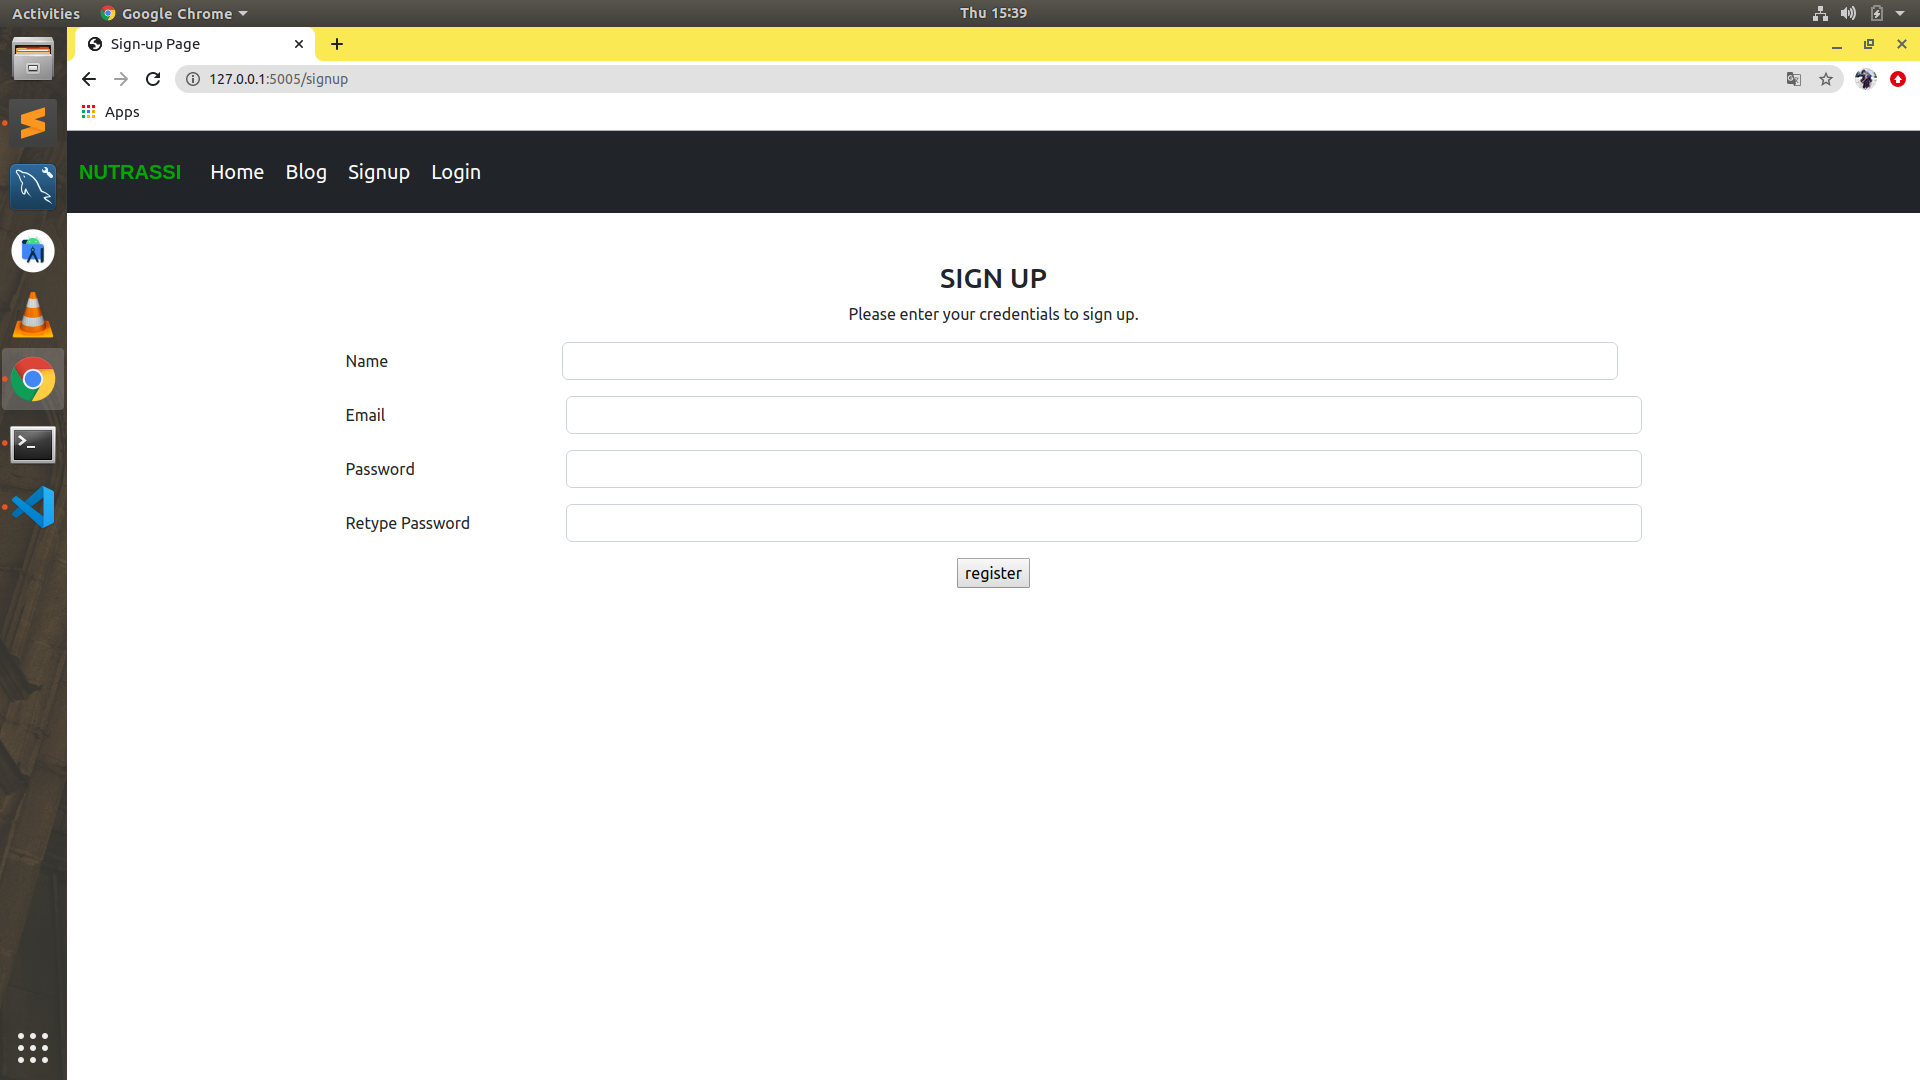 Activities
Google Chrome
Thu 15:39
Sign-up Page
127.0.0.1:5005/signup
Apps
NUTRASSI Home Blog Signup Login
SIGN UP
Please enter your credentials to sign up.
Name
Email
Password
Retype Password
register